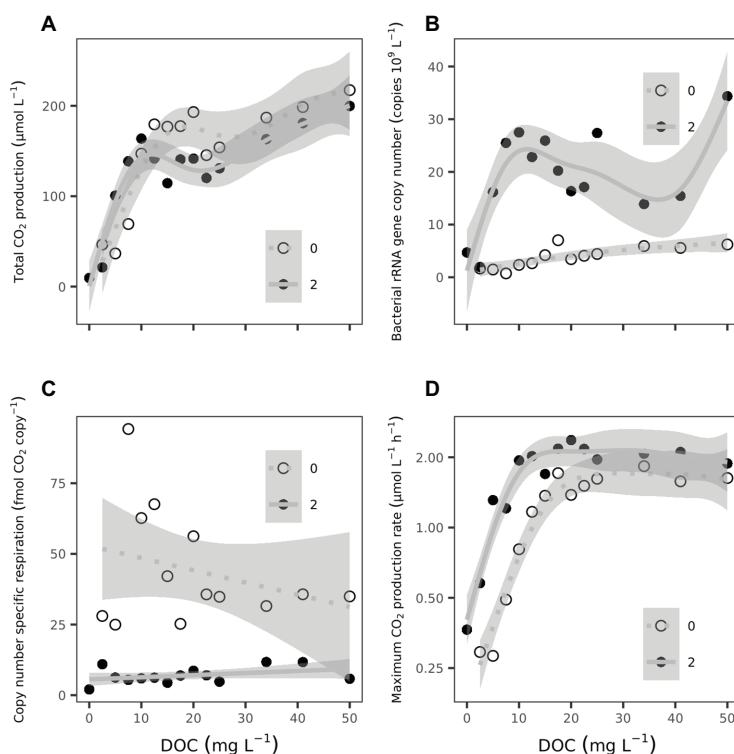 A
Total CO₂ production (μmol L⁻¹)
200
100
0
0
2
B
Bacterial rRNA gene copy number (copies 10⁹ L⁻¹)
40
30
20
10
0
0
2
C
Copy number specific respiration (fmol CO₂ copy⁻¹)
75
50
25
0
0
2
0 10 20 30 40 50
DOC (mg L⁻¹)
D
Maximum CO₂ production rate (μmol L⁻¹ h⁻¹)
2.00
1.00
0.50
0.25
0
2
0 10 20 30 40 50
DOC (mg L⁻¹)